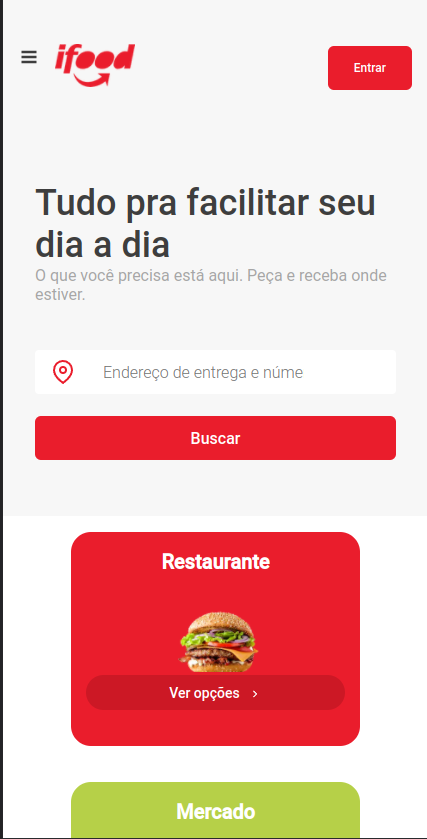 ifood
Entrar
Tudo pra facilitar seu
dia a dia
O que você precisa está aqui. Peça e receba onde
estiver.
Endereço de entrega e núme
Buscar
Restaurante
Ver opções
Mercado